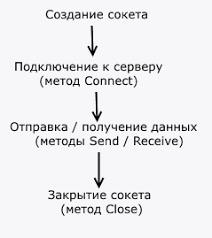 Создание сокета
Подключение к серверу
(метод Connect)
Отправка / получение данных
(методы Send / Receive)
Закрытие сокета
(метод Close)